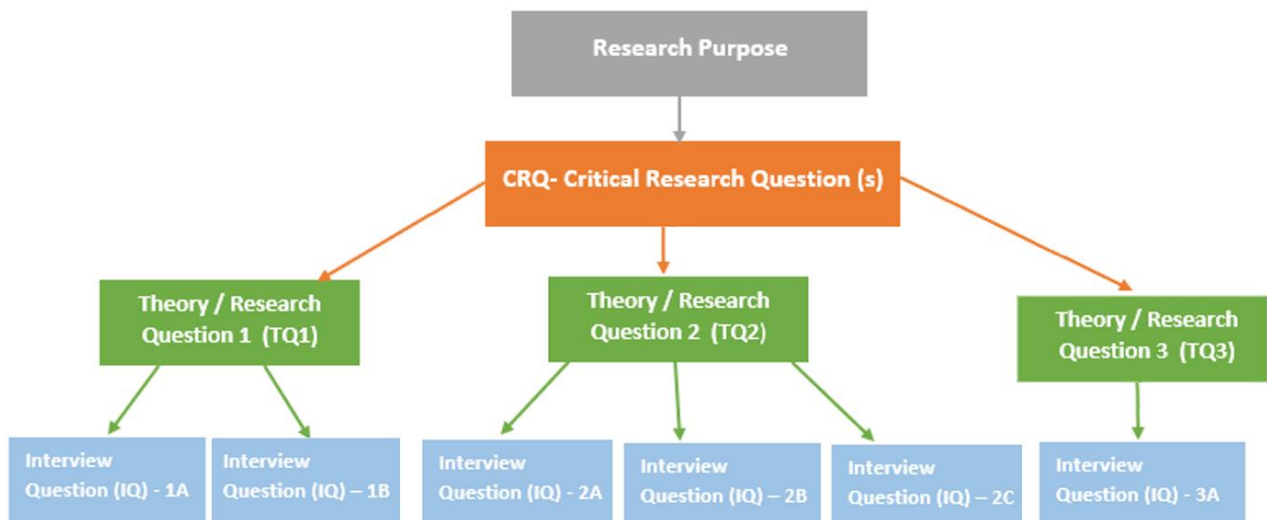 Research Purpose
CRQ- Critical Research Question (s)
Theory / Research
Question 1 (TQ1)
Theory / Research
Question 2 (TQ2)
Theory / Research
Question 3 (TQ3)
Interview
Question (IQ) - 1A
Interview
Question (IQ) – 1B
Interview
Question (IQ) - 2A
Interview
Question (IQ) – 2B
Interview
Question (IQ) – 2C
Interview
Question (IQ) - 3A